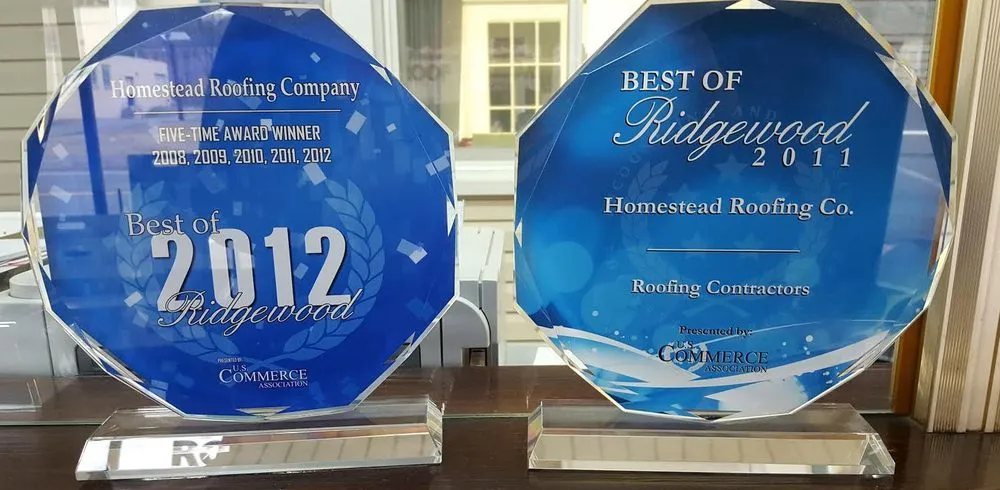 Homestead Roofing Company
FIVE-TIME AWARD WINNER
2008, 2009, 2010, 2011, 2012
Best of
2012
Ridgewood
PRESENTED BY
U.S.
COMMERCE
ASSOCIATION
BEST OF
Ridgewood
2011
Homestead Roofing Co.
Roofing Contractors
Presented by:
U.S.
COMMERCE
ASSOCIATION